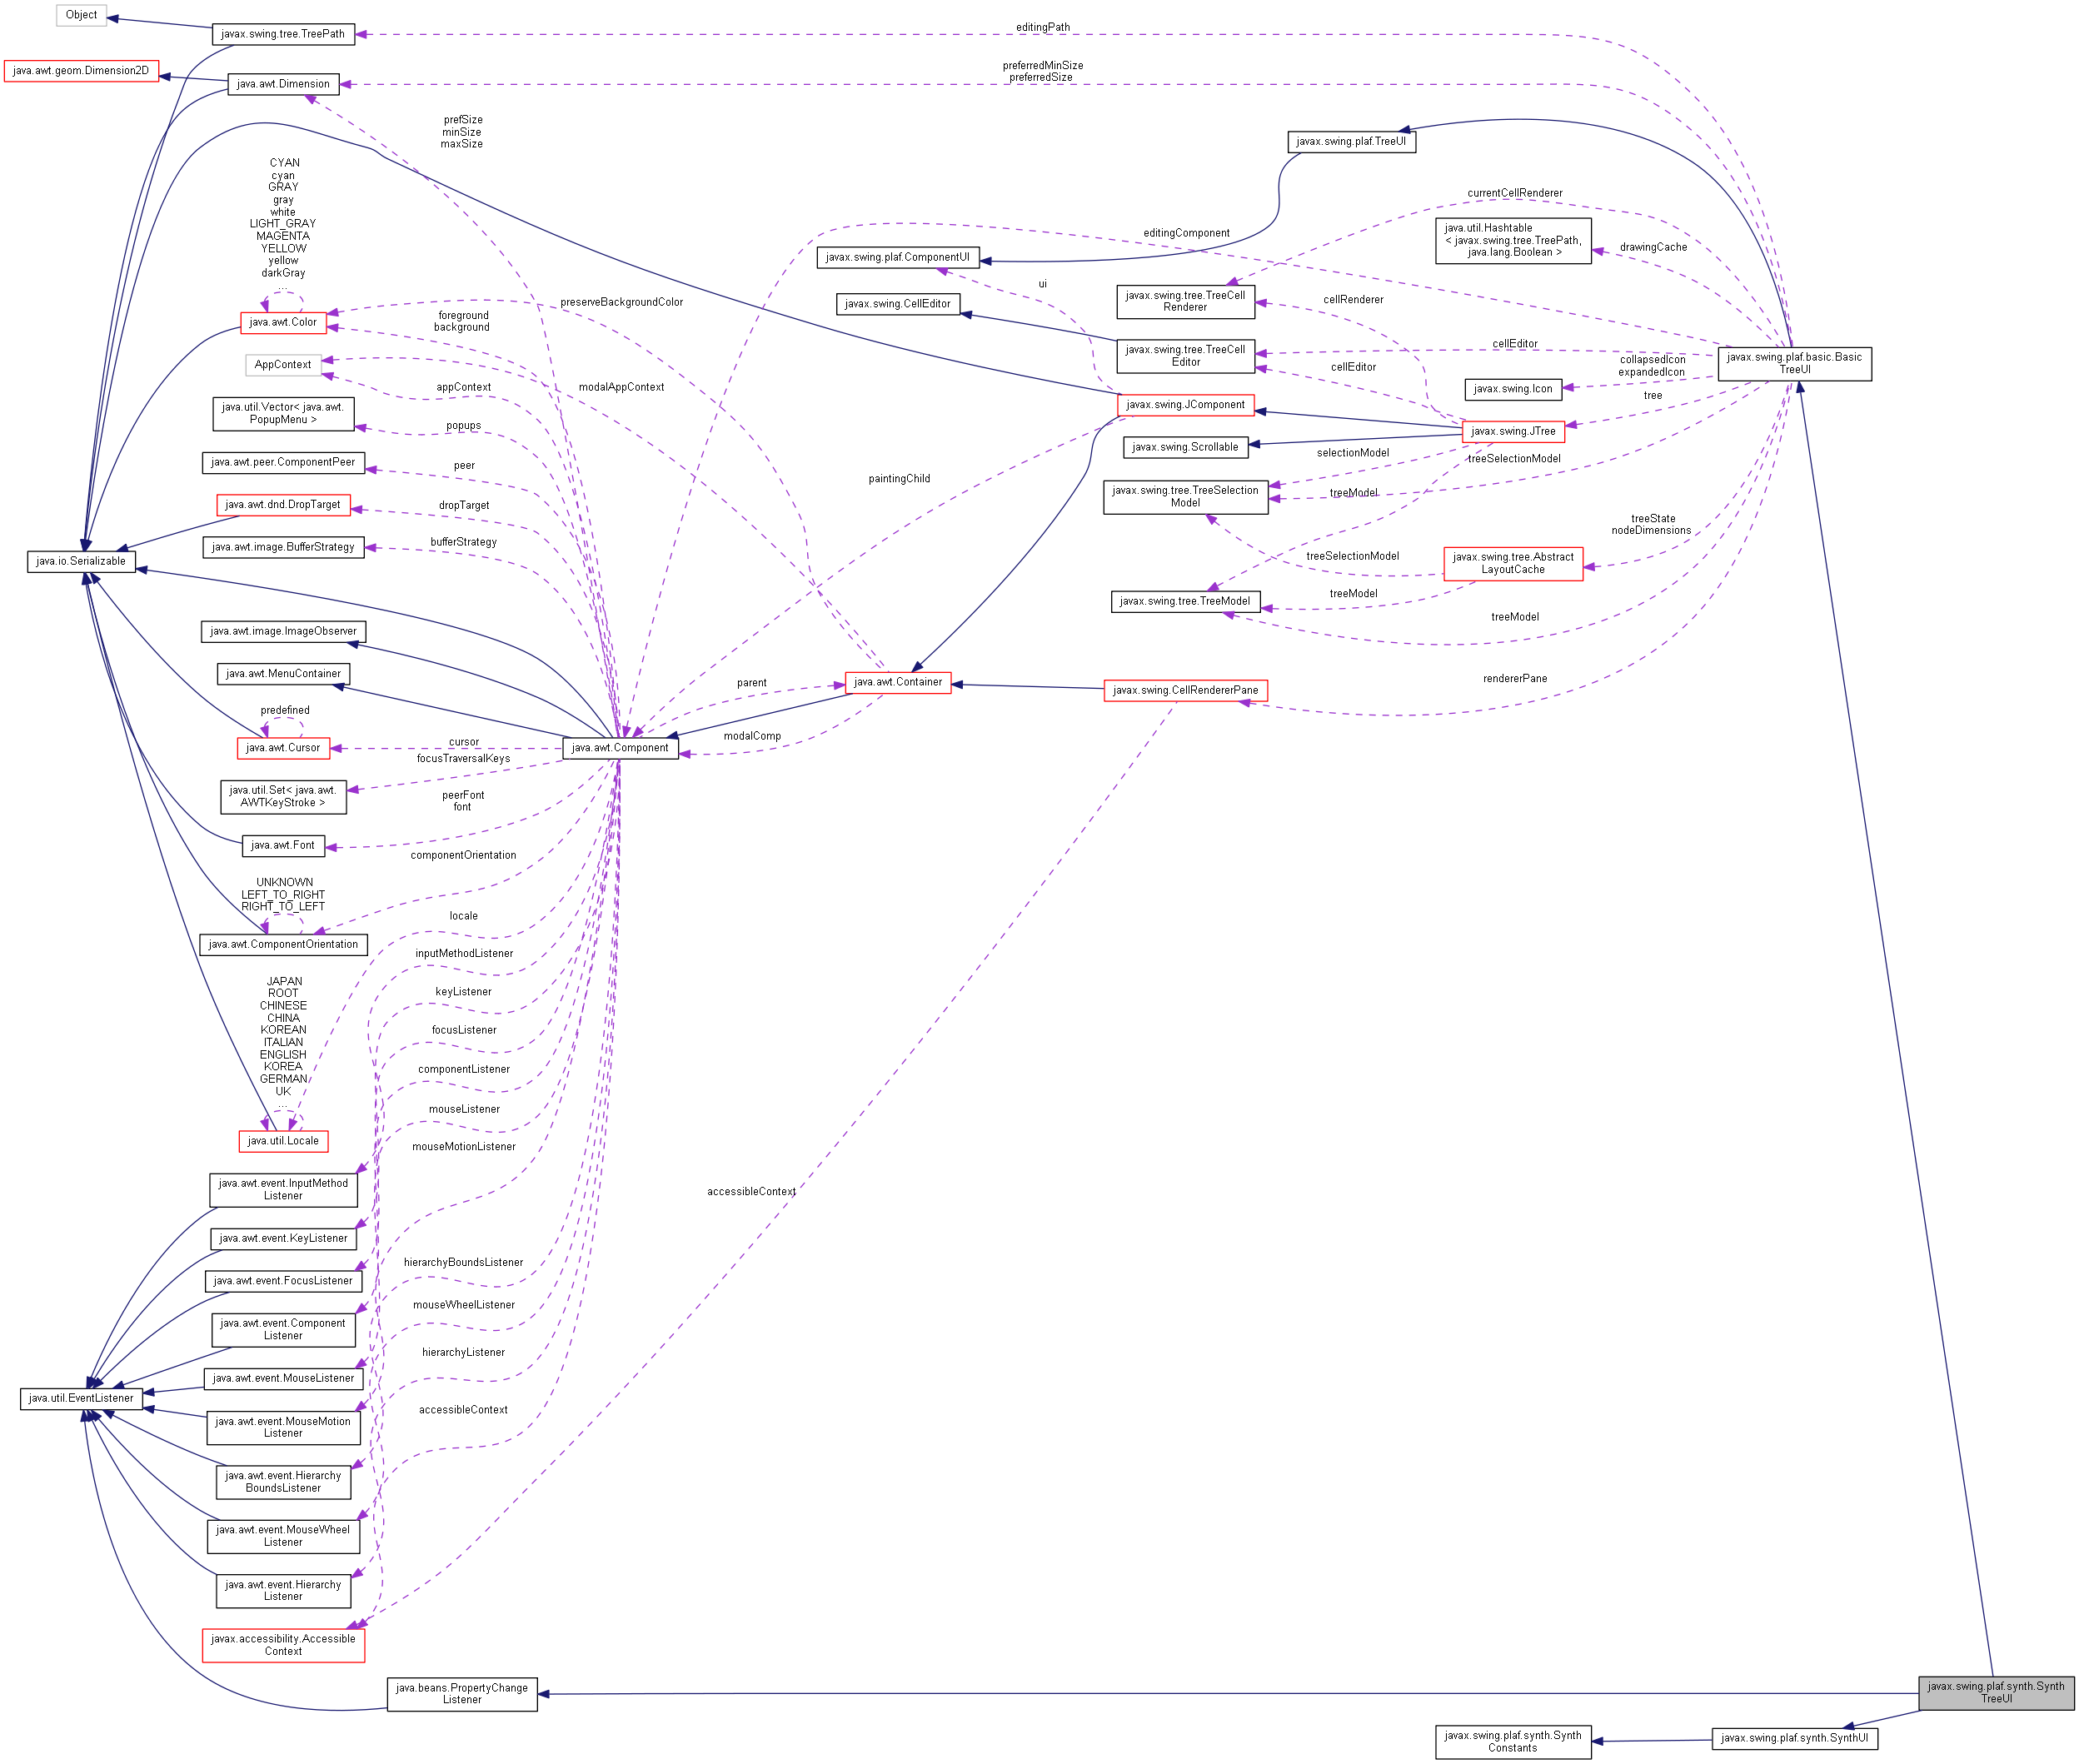 Object
javax.swing.tree.TreePath
editingPath
java.awt.geom.Dimension2D
java.awt.Dimension
preferredMinSize
preferredSize
prefSize
minSize
maxSize
javax.swing.plaf.TreeUI
CYAN
cyan
GRAY
gray
white
LIGHT_GRAY
MAGENTA
YELLOW
yellow
darkGray
...
currentCellRenderer
java.util.Hashtable
< javax.swing.tree.TreePath,
java.lang.Boolean >
drawingCache
editingComponent
javax.swing.plaf.ComponentUI
ui
javax.swing.CellEditor
javax.swing.tree.TreeCell
Renderer
cellRenderer
preserveBackgroundColor
java.awt.Color
foreground
background
javax.swing.tree.TreeCell
Editor
cellEditor
cellEditor
javax.swing.plaf.basic.Basic
TreeUI
collapsedIcon
expandedIcon
javax.swing.Icon
AppContext
appContext
modalAppContext
tree
java.util.Vector< java.awt.
PopupMenu >
popups
javax.swing.JComponent
javax.swing.JTree
javax.swing.Scrollable
selectionModel
treeSelectionModel
java.awt.peer.ComponentPeer
peer
paintingChild
javax.swing.tree.TreeSelection
Model
treeModel
java.awt.dnd.DropTarget
dropTarget
treeState
nodeDimensions
java.awt.image.BufferStrategy
bufferStrategy
java.io.Serializable
treeSelectionModel
javax.swing.tree.Abstract
LayoutCache
javax.swing.tree.TreeModel
treeModel
treeModel
java.awt.image.ImageObserver
java.awt.MenuContainer
parent
java.awt.Container
javax.swing.CellRendererPane
rendererPane
predefined
java.awt.Cursor
cursor
java.awt.Component
modalComp
focusTraversalKeys
java.util.Set< java.awt.
AWTKeyStroke >
peerFont
font
java.awt.Font
componentOrientation
UNKNOWN
LEFT_TO_RIGHT
RIGHT_TO_LEFT
java.awt.ComponentOrientation
locale
inputMethodListener
JAPAN
ROOT
CHINESE
CHINA
KOREAN
ITALIAN
ENGLISH
KOREA
GERMAN
UK
...
keyListener
focusListener
componentListener
mouseListener
java.util.Locale
mouseMotionListener
java.awt.event.InputMethod
Listener
accessibleContext
java.awt.event.KeyListener
hierarchyBoundsListener
java.awt.event.FocusListener
mouseWheelListener
java.awt.event.Component
Listener
hierarchyListener
java.awt.event.MouseListener
java.util.EventListener
accessibleContext
java.awt.event.MouseMotion
Listener
java.awt.event.Hierarchy
BoundsListener
java.awt.event.MouseWheel
Listener
java.awt.event.Hierarchy
Listener
javax.accessibility.Accessible
Context
java.beans.PropertyChange
Listener
javax.swing.plaf.synth.Synth
TreeUI
javax.swing.plaf.synth.Synth
Constants
javax.swing.plaf.synth.SynthUI